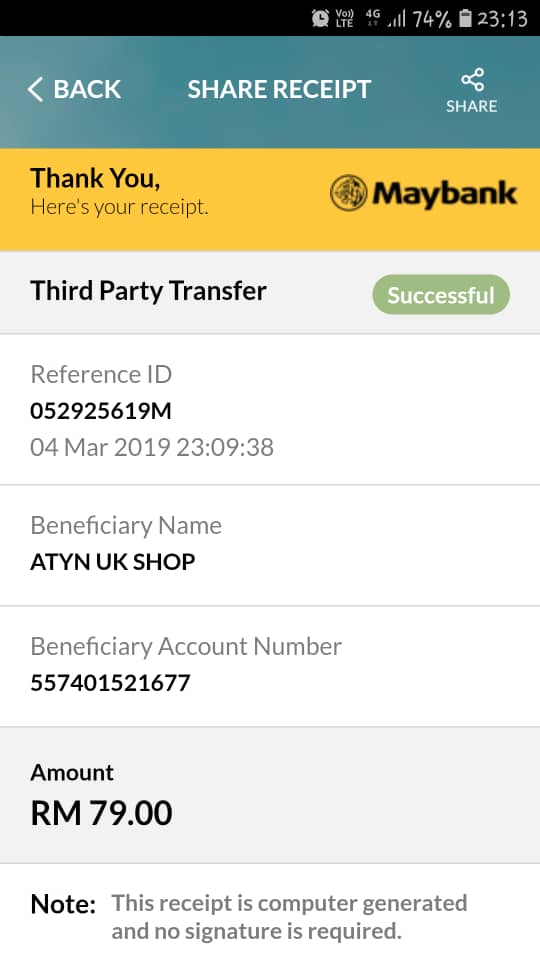 Vo)) LTE 4G 74% 23:13
BACK SHARE RECEIPT SHARE
Thank You,
Here's your receipt.
Maybank
Third Party Transfer Successful
Reference ID
052925619M
04 Mar 2019 23:09:38
Beneficiary Name
ATYN UK SHOP
Beneficiary Account Number
557401521677
Amount
RM 79.00
Note: This receipt is computer generated
and no signature is required.